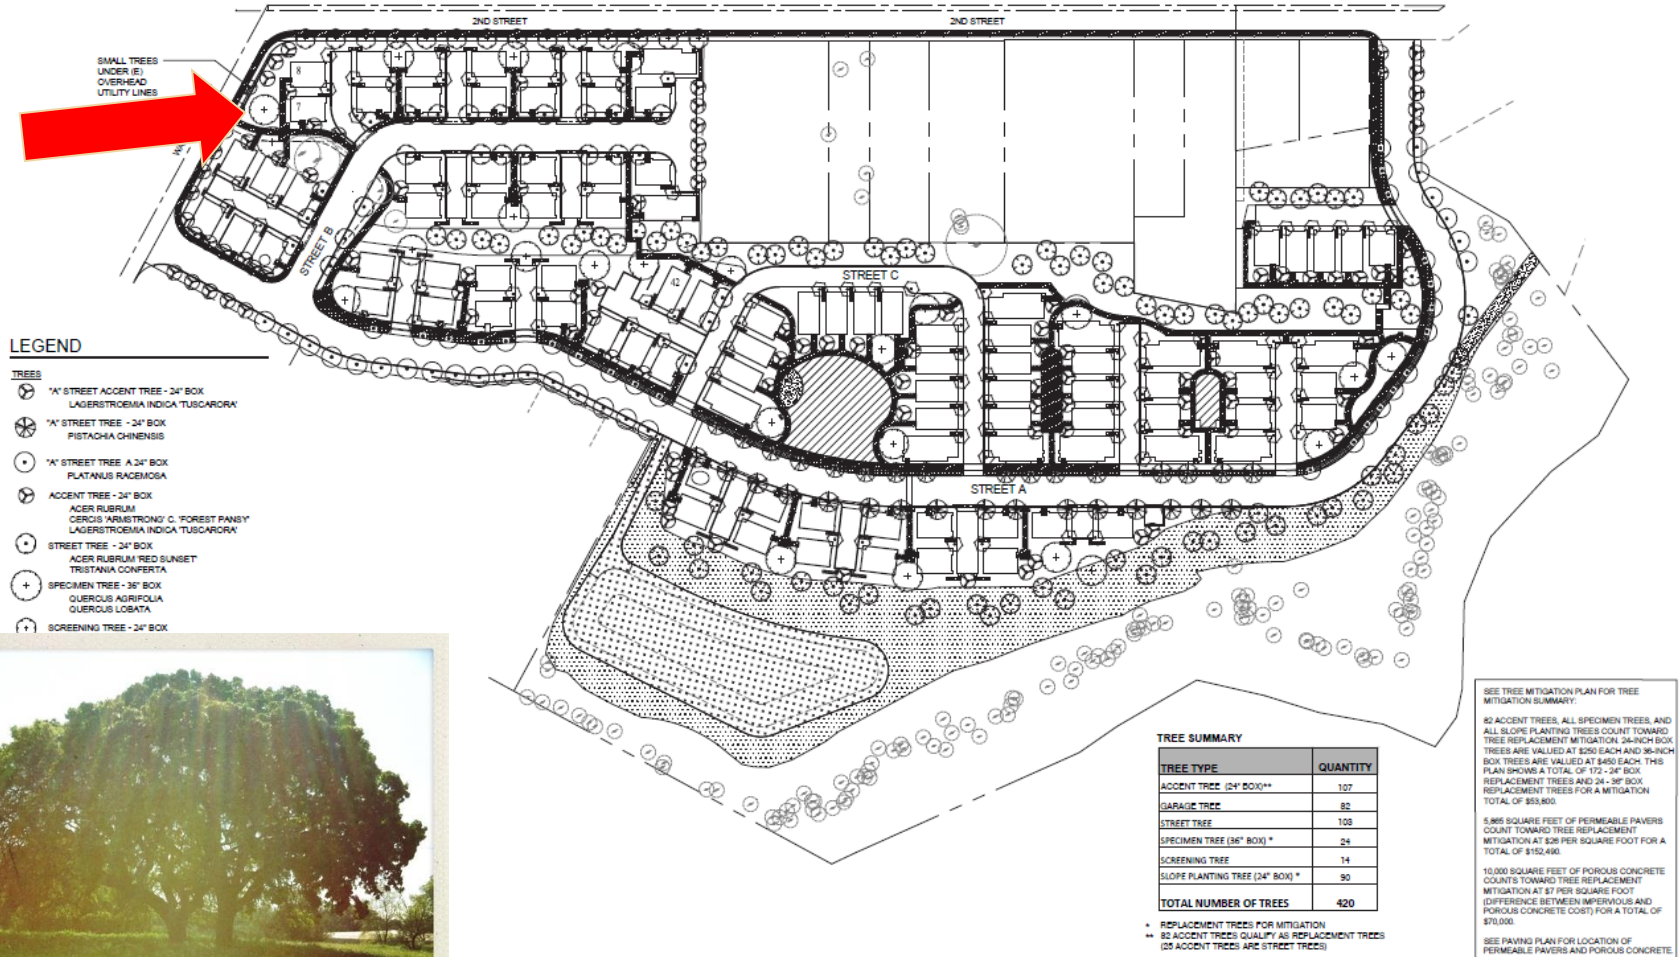 2ND STREET
2ND STREET
SMALL TREES
UNDER (E)
OVERHEAD
UTILITY LINES
8
7
STREET B
42
STREET C
STREET A
LEGEND
TREES
"A" STREET ACCENT TREE - 24" BOX
LAGERSTROEMIA INDICA 'TUSCARORA'
"A" STREET TREE - 24" BOX
PISTACHIA CHINENSIS
"A" STREET TREE A 24" BOX
PLATANUS RACEMOSA
ACCENT TREE - 24" BOX
ACER RUBRUM
CERCIS 'ARMSTRONG' C. 'FOREST PANSY'
LAGERSTROEMIA INDICA 'TUSCARORA'
STREET TREE - 24" BOX
ACER RUBRUM 'RED SUNSET'
TRISTANIA CONFERTA
SPECIMEN TREE - 36" BOX
QUERCUS AGRIFOLIA
QUERCUS LOBATA
SCREENING TREE - 24" BOX
TREE SUMMARY
TREE TYPE QUANTITY
ACCENT TREE (24" BOX)** 107
GARAGE TREE 82
STREET TREE 103
SPECIMEN TREE (36" BOX) * 24
SCREENING TREE 14
SLOPE PLANTING TREE (24" BOX) * 90
TOTAL NUMBER OF TREES 420
* REPLACEMENT TREES FOR MITIGATION
** 82 ACCENT TREES QUALIFY AS REPLACEMENT TREES
(25 ACCENT TREES ARE STREET TREES)
SEE TREE MITIGATION PLAN FOR TREE
MITIGATION SUMMARY:
82 ACCENT TREES, ALL SPECIMEN TREES, AND
ALL SLOPE PLANTING TREES COUNT TOWARD
TREE REPLACEMENT MITIGATION. 24-INCH BOX
TREES ARE VALUED AT $250 EACH AND 36-INCH
BOX TREES ARE VALUED AT $450 EACH. THIS
PLAN SHOWS A TOTAL OF 172 - 24" BOX
REPLACEMENT TREES AND 24 - 36" BOX
REPLACEMENT TREES FOR A MITIGATION
TOTAL OF $53,800.
5,865 SQUARE FEET OF PERMEABLE PAVERS
COUNT TOWARD TREE REPLACEMENT
MITIGATION AT $26 PER SQUARE FOOT FOR A
TOTAL OF $152,490.
10,000 SQUARE FEET OF POROUS CONCRETE
COUNTS TOWARD TREE REPLACEMENT
MITIGATION AT $7 PER SQUARE FOOT
(DIFFERENCE BETWEEN IMPERVIOUS AND
POROUS CONCRETE COST) FOR A TOTAL OF
$70,000.
SEE PAVING PLAN FOR LOCATION OF
PERMEABLE PAVERS AND POROUS CONCRETE.